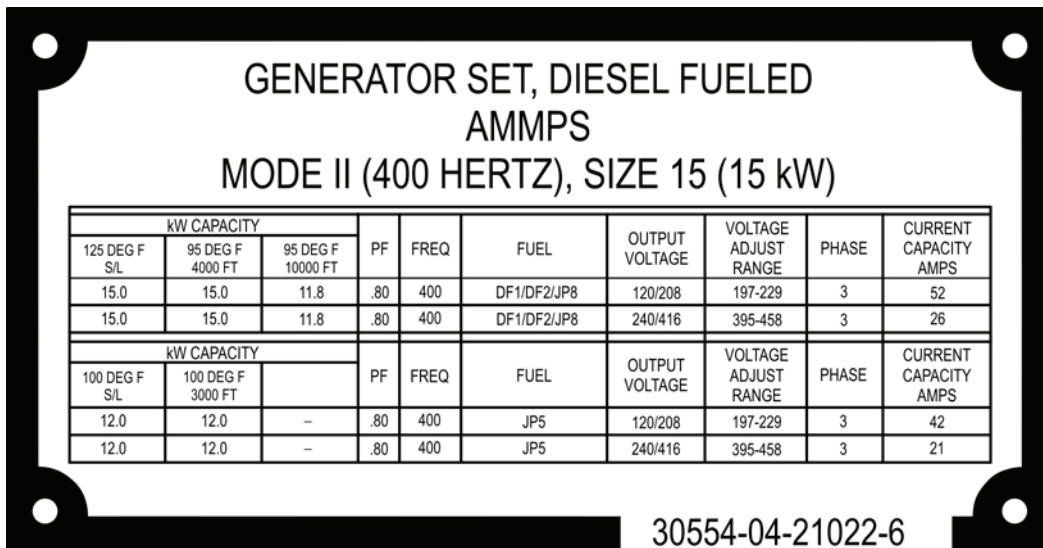 GENERATOR SET, DIESEL FUELED
AMMPS
MODE II (400 HERTZ), SIZE 15 (15 kW)
kW CAPACITY PF FREQ FUEL OUTPUT VOLTAGE VOLTAGE ADJUST RANGE PHASE CURRENT CAPACITY AMPS
125 DEG F S/L 95 DEG F 4000 FT 95 DEG F 10000 FT
15.0 15.0 11.8 .80 400 DF1/DF2/JP8 120/208 197-229 3 52
15.0 15.0 11.8 .80 400 DF1/DF2/JP8 240/416 395-458 3 26
kW CAPACITY PF FREQ FUEL OUTPUT VOLTAGE VOLTAGE ADJUST RANGE PHASE CURRENT CAPACITY AMPS
100 DEG F S/L 100 DEG F 3000 FT
12.0 12.0 – .80 400 JP5 120/208 197-229 3 42
12.0 12.0 – .80 400 JP5 240/416 395-458 3 21
30554-04-21022-6